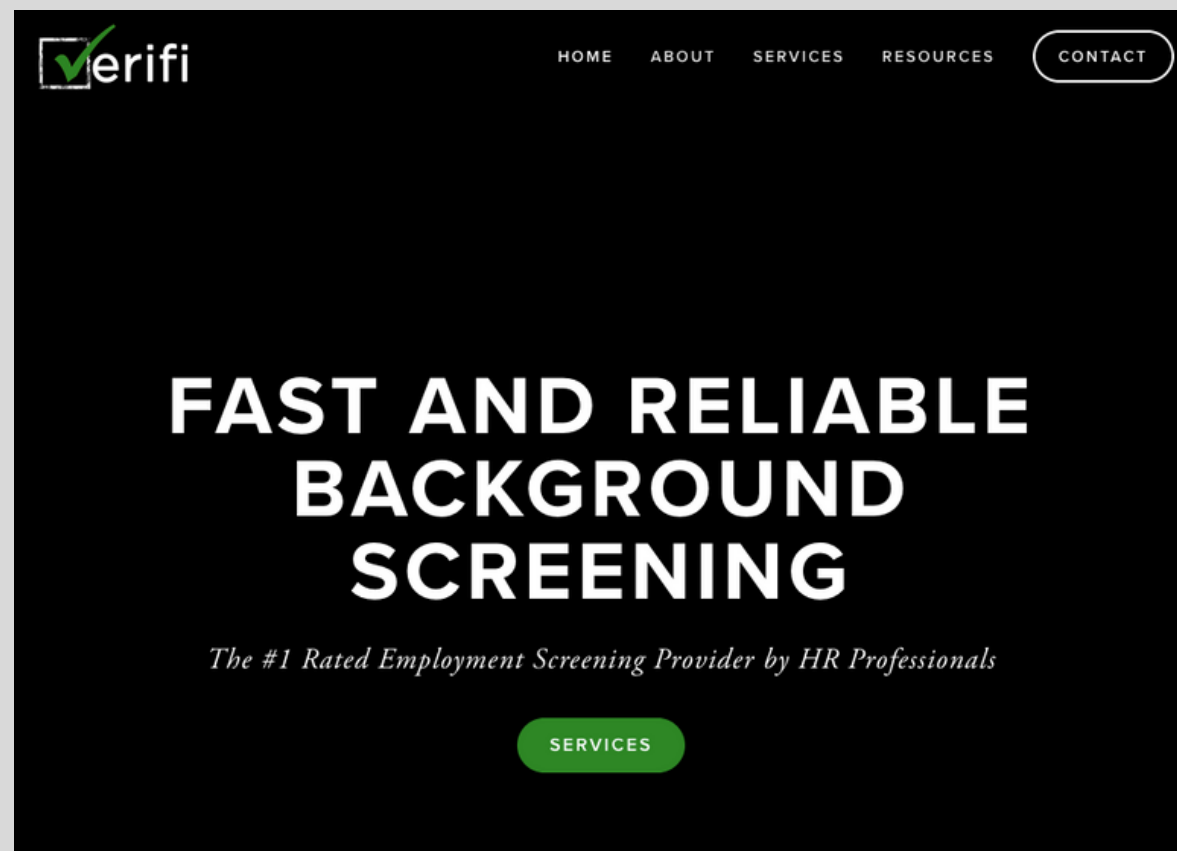 Verifi
HOME ABOUT SERVICES RESOURCES CONTACT
FAST AND RELIABLE
BACKGROUND
SCREENING
The #1 Rated Employment Screening Provider by HR Professionals
SERVICES